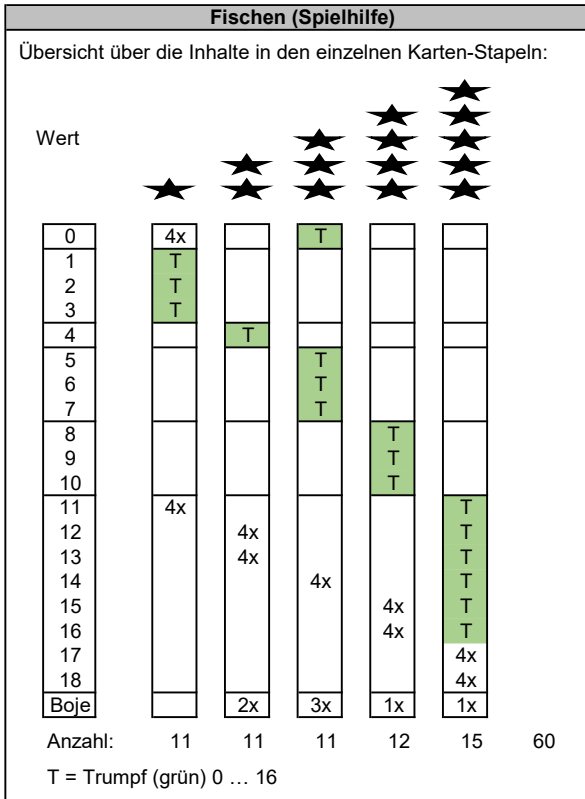 Fischen (Spielhilfe)
Übersicht über die Inhalte in den einzelnen Karten-Stapeln:
Wert
0 4x T
1 T
2 T
3 T
4 T
5 T
6 T
7 T
8 T
9 T
10 T
11 4x T
12 4x T
13 4x T
14 4x T
15 4x T
16 4x T
17 4x
18 4x
Boje 2x 3x 1x 1x
Anzahl: 11 11 11 12 15 60
T = Trumpf (grün) 0 … 16